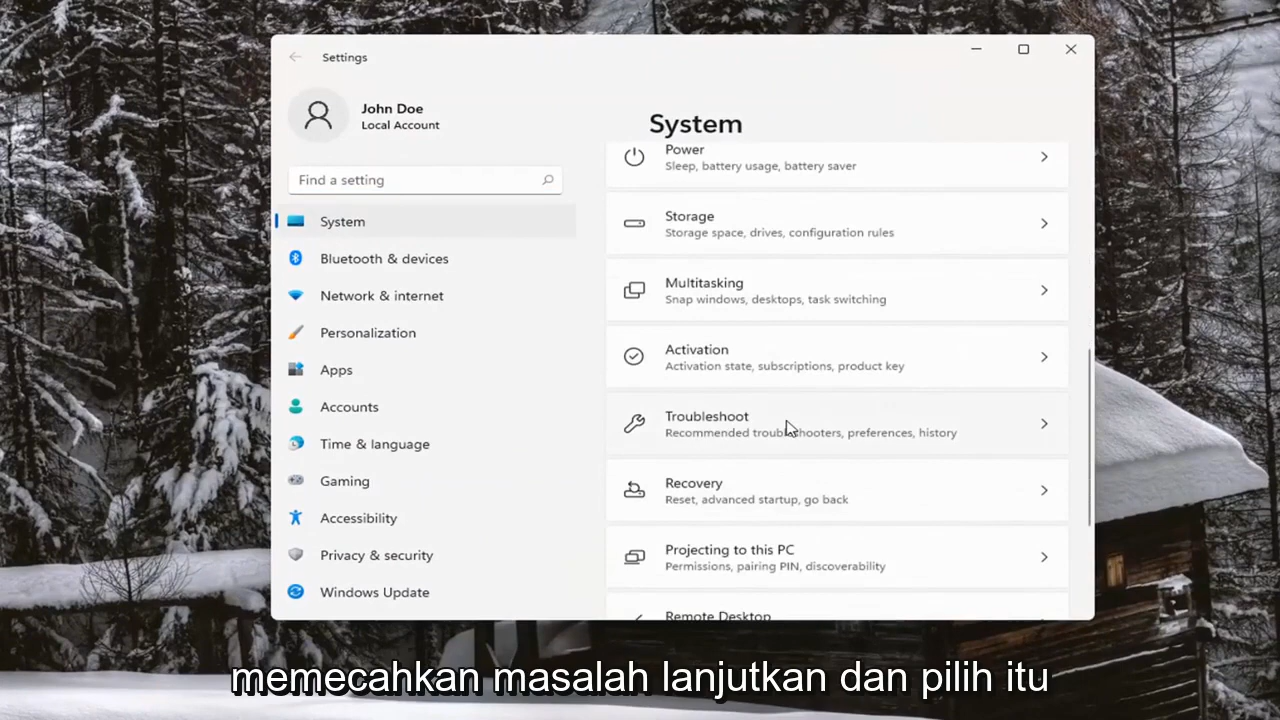 Settings
John Doe
Local Account
Find a setting
System
Bluetooth & devices
Network & internet
Personalization
Apps
Accounts
Time & language
Gaming
Accessibility
Privacy & security
Windows Update
System
Power
Sleep, battery usage, battery saver
Storage
Storage space, drives, configuration rules
Multitasking
Snap windows, desktops, task switching
Activation
Activation state, subscriptions, product key
Troubleshoot
Recommended troubleshooters, preferences, history
Recovery
Reset, advanced startup, go back
Projecting to this PC
Permissions, pairing PIN, discoverability
Remote Desktop
memecahkan masalah lanjutkan dan pilih itu